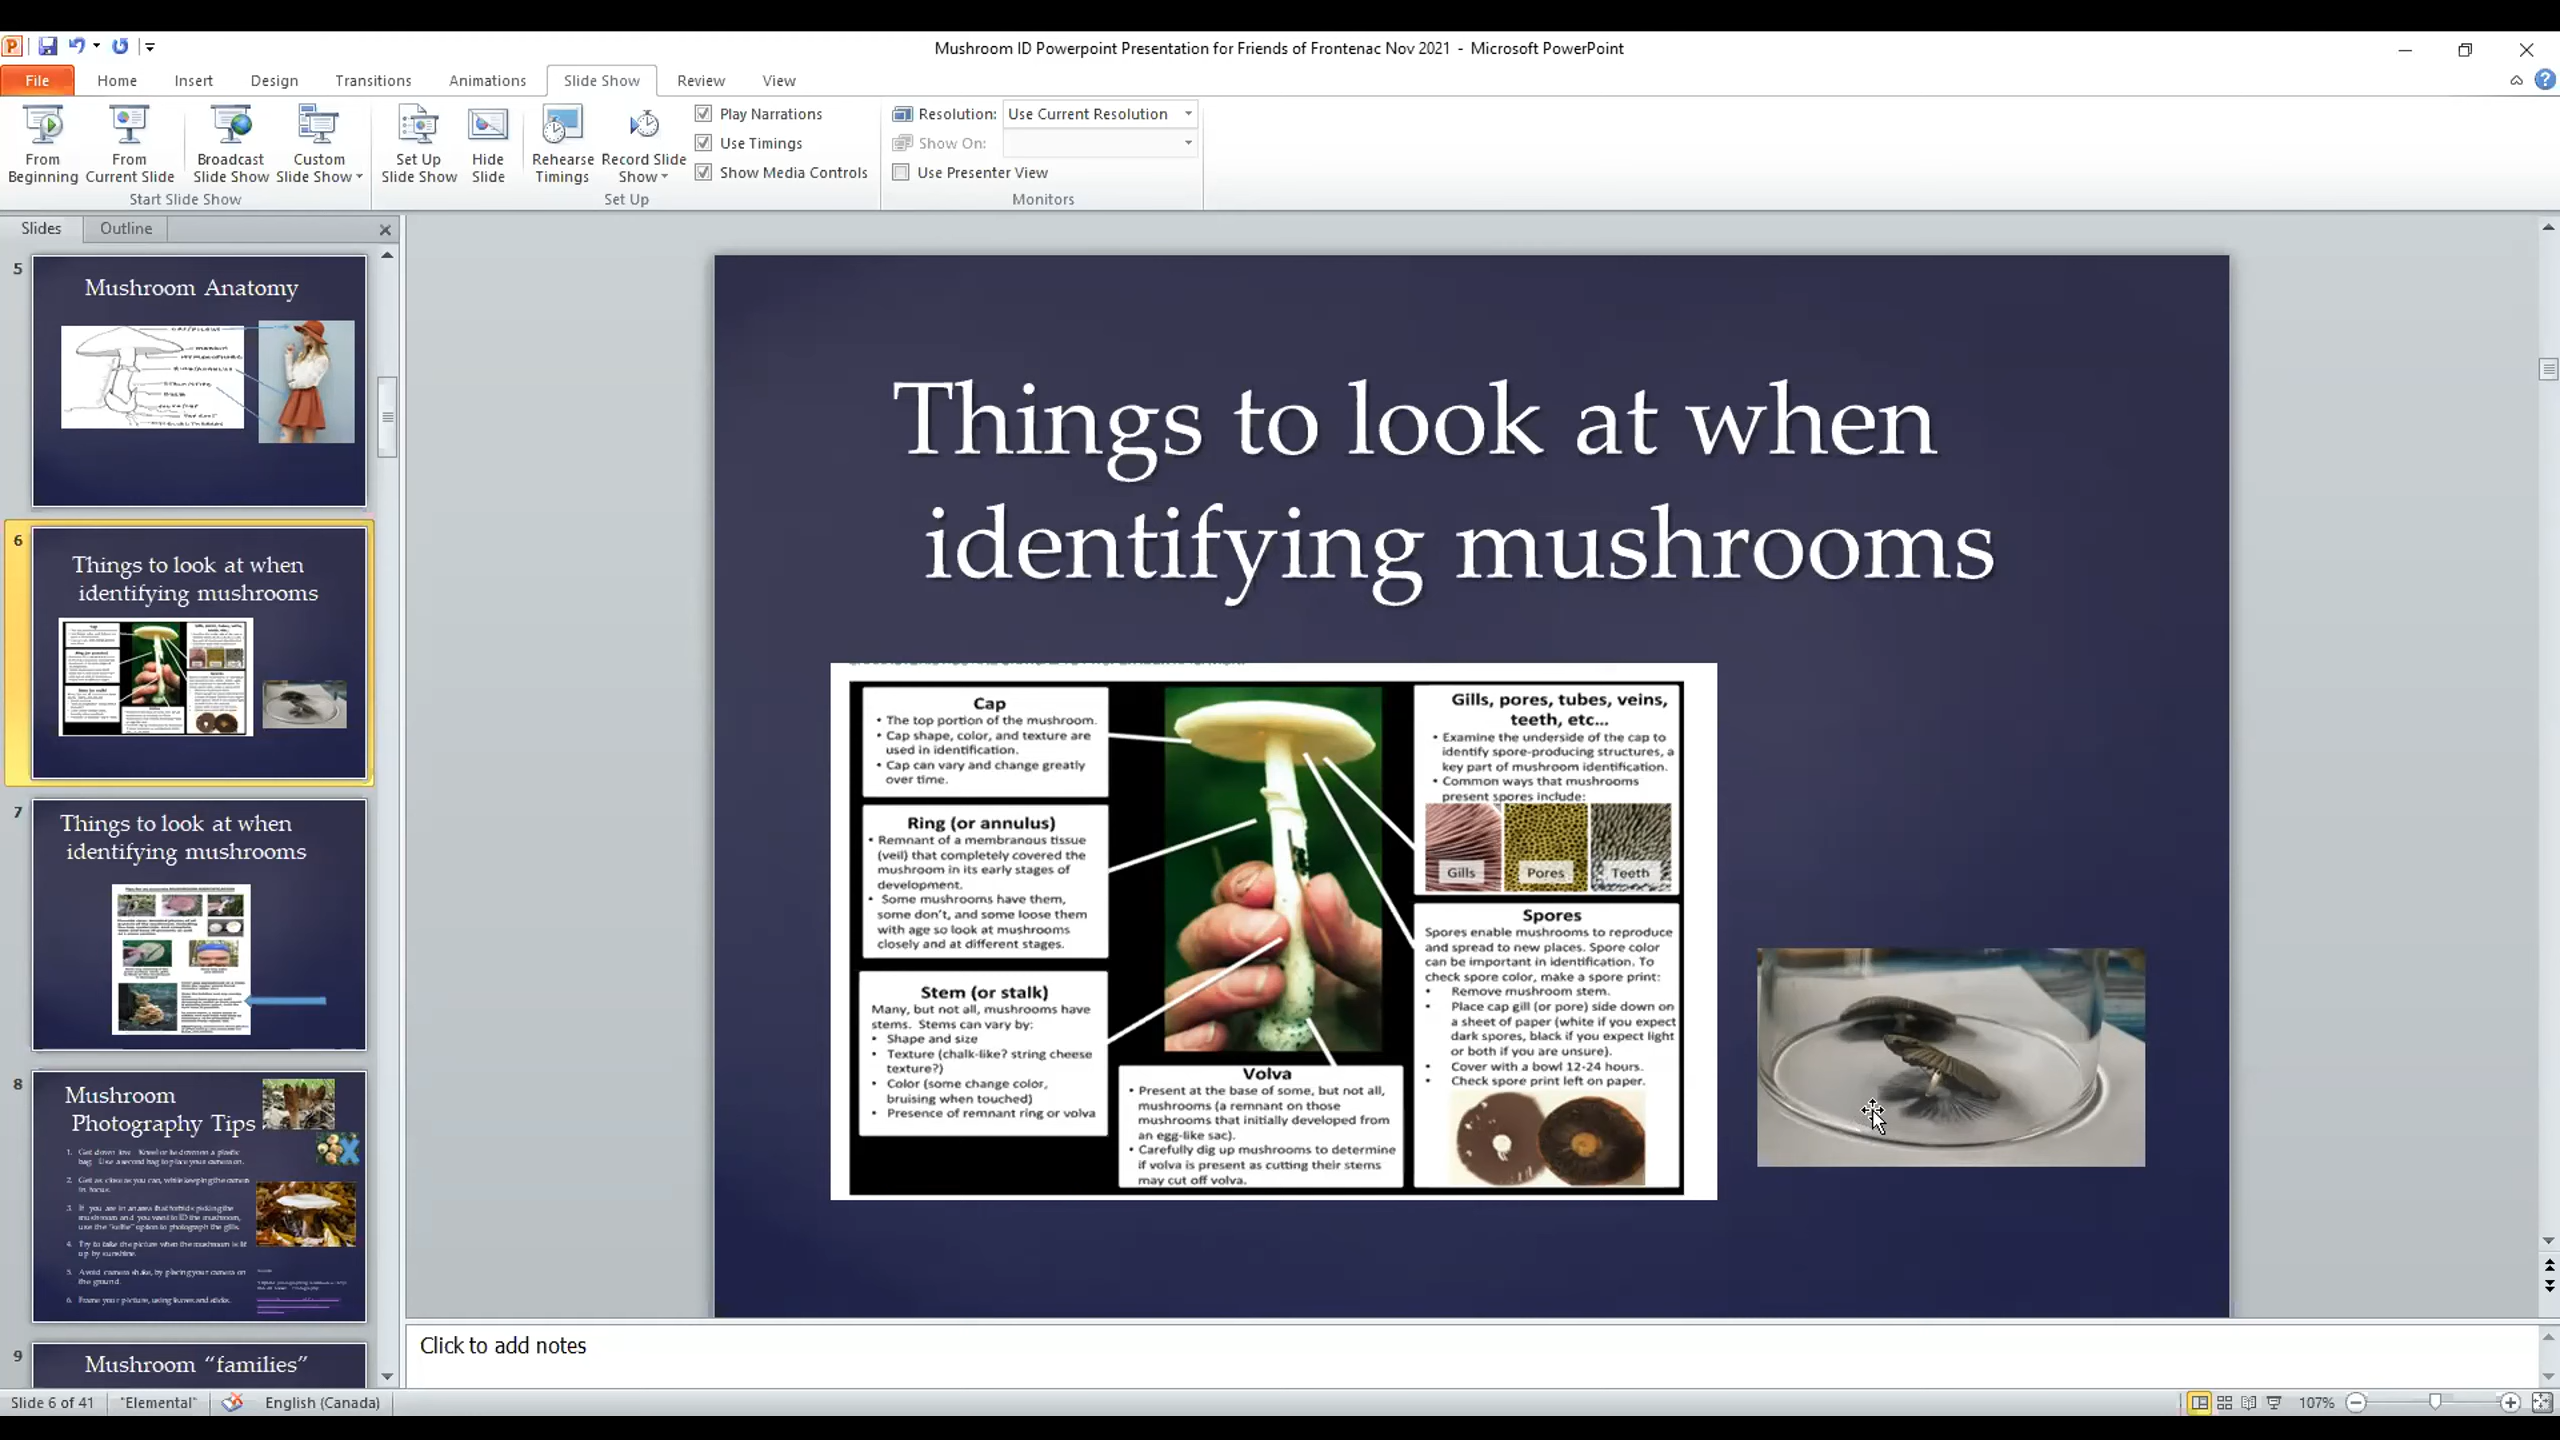 Mushroom ID Powerpoint Presentation for Friends of Frontenac Nov 2021 - Microsoft PowerPoint
File Home Insert Design Transitions Animations Slide Show Review View
From Beginning
From Current Slide
Broadcast Slide Show
Custom Slide Show
Start Slide Show
Set Up Slide Show
Hide Slide
Rehearse Timings
Record Slide Show
Play Narrations
Use Timings
Show Media Controls
Set Up
Resolution: Use Current Resolution
Show On:
Use Presenter View
Monitors
Slides Outline
5
Mushroom Anatomy
6
Things to look at when
identifying mushrooms
7
Things to look at when
identifying mushrooms
8
Mushroom
Photography Tips
9
Mushroom “families”
Things to look at when
identifying mushrooms
Cap
• The top portion of the mushroom.
• Cap shape, color, and texture are
used in identification.
• Cap can vary and change greatly
over time.
Ring (or annulus)
• Remnant of a membranous tissue
(veil) that completely covered the
mushroom in its early stages of
development.
• Some mushrooms have them,
some don't, and some loose them
with age so look at mushrooms
closely and at different stages.
Stem (or stalk)
Many, but not all, mushrooms have
stems. Stems can vary by:
• Shape and size
• Texture (chalk-like? string cheese
texture?)
• Color (some change color,
bruising when touched)
• Presence of remnant ring or volva
Volva
• Present at the base of some, but not all,
mushrooms (a remnant on those
mushrooms that initially developed from
an egg-like sac).
• Carefully dig up mushrooms to determine
if volva is present as cutting their stems
may cut off volva.
Gills, pores, tubes, veins,
teeth, etc...
• Examine the underside of the cap to
identify spore-producing structures, a
key part of mushroom identification.
• Common ways that mushrooms
present spores include:
Gills Pores Teeth
Spores
Spores enable mushrooms to reproduce
and spread to new places. Spore color
can be important in identification. To
check spore color, make a spore print:
• Remove mushroom stem.
• Place cap gill (or pore) side down on
a sheet of paper (white if you expect
dark spores, black if you expect light
or both if you are unsure).
• Cover with a bowl 12-24 hours.
• Check spore print left on paper.
Click to add notes
Slide 6 of 41 "Elemental" English (Canada) 107%